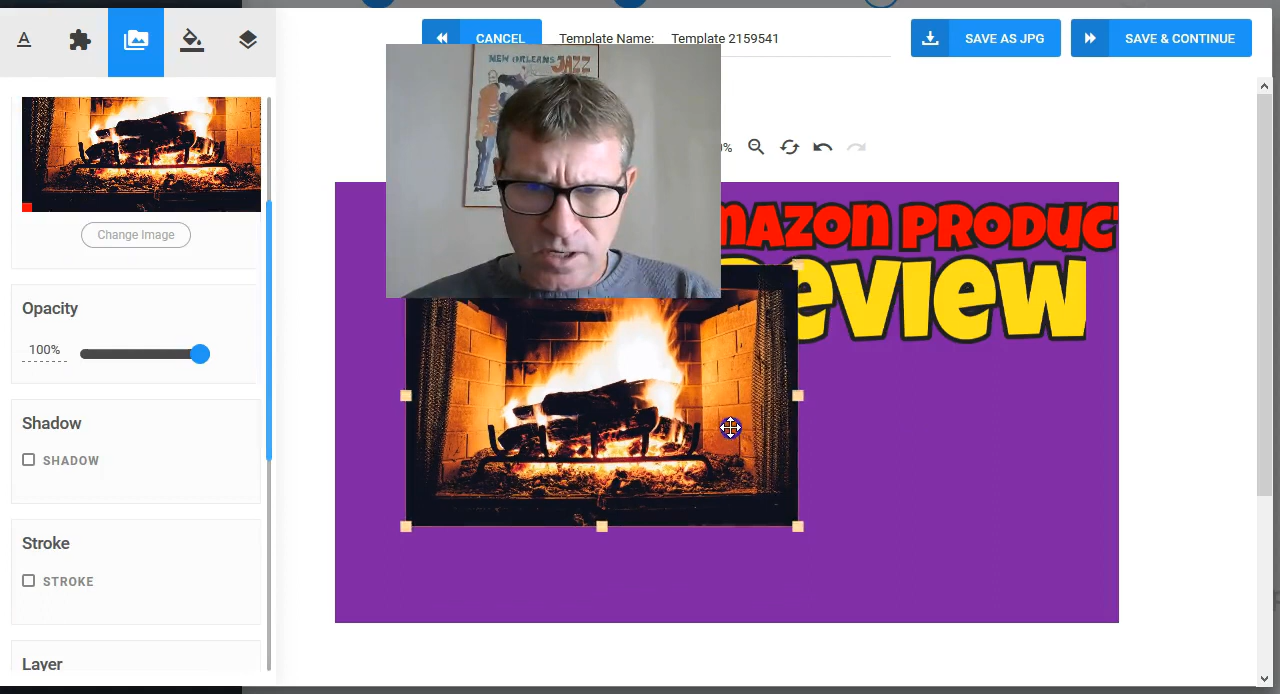 A
CANCEL
Template Name:
Template 2159541
SAVE AS JPG
SAVE & CONTINUE
NEW ORLEANS
JAZZ
%
Change Image
Opacity
100%
Shadow
SHADOW
Stroke
STROKE
Layer
mazon Product
eview